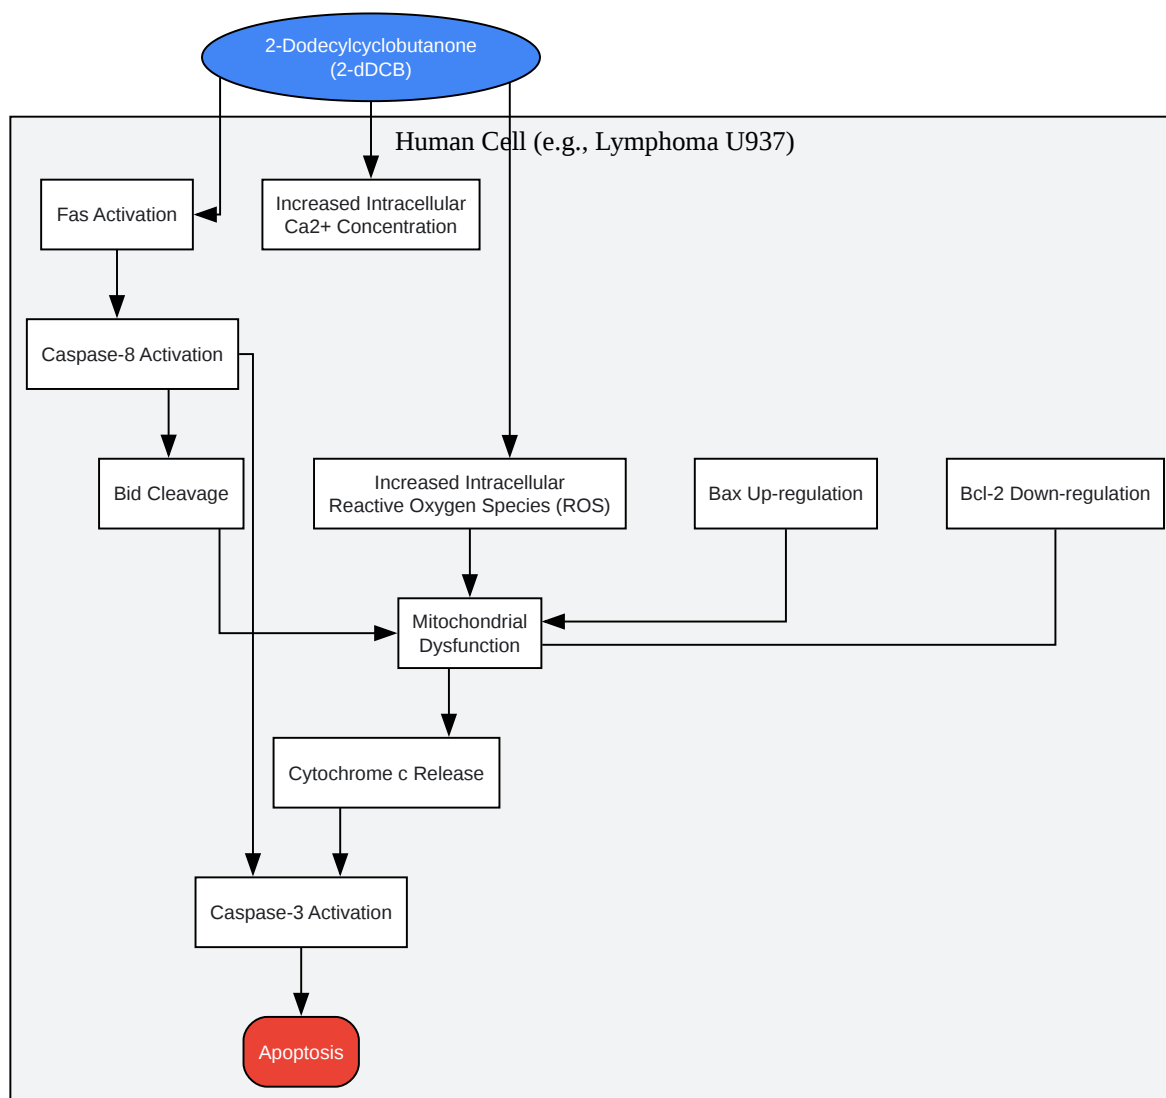 2-Dodecylcyclobutanone
(2-dDCB)
Human Cell (e.g., Lymphoma U937)
Fas Activation
Increased Intracellular
Ca2+ Concentration
Caspase-8 Activation
Bid Cleavage
Increased Intracellular
Reactive Oxygen Species (ROS)
Bax Up-regulation
Bcl-2 Down-regulation
Mitochondrial
Dysfunction
Cytochrome c Release
Caspase-3 Activation
Apoptosis